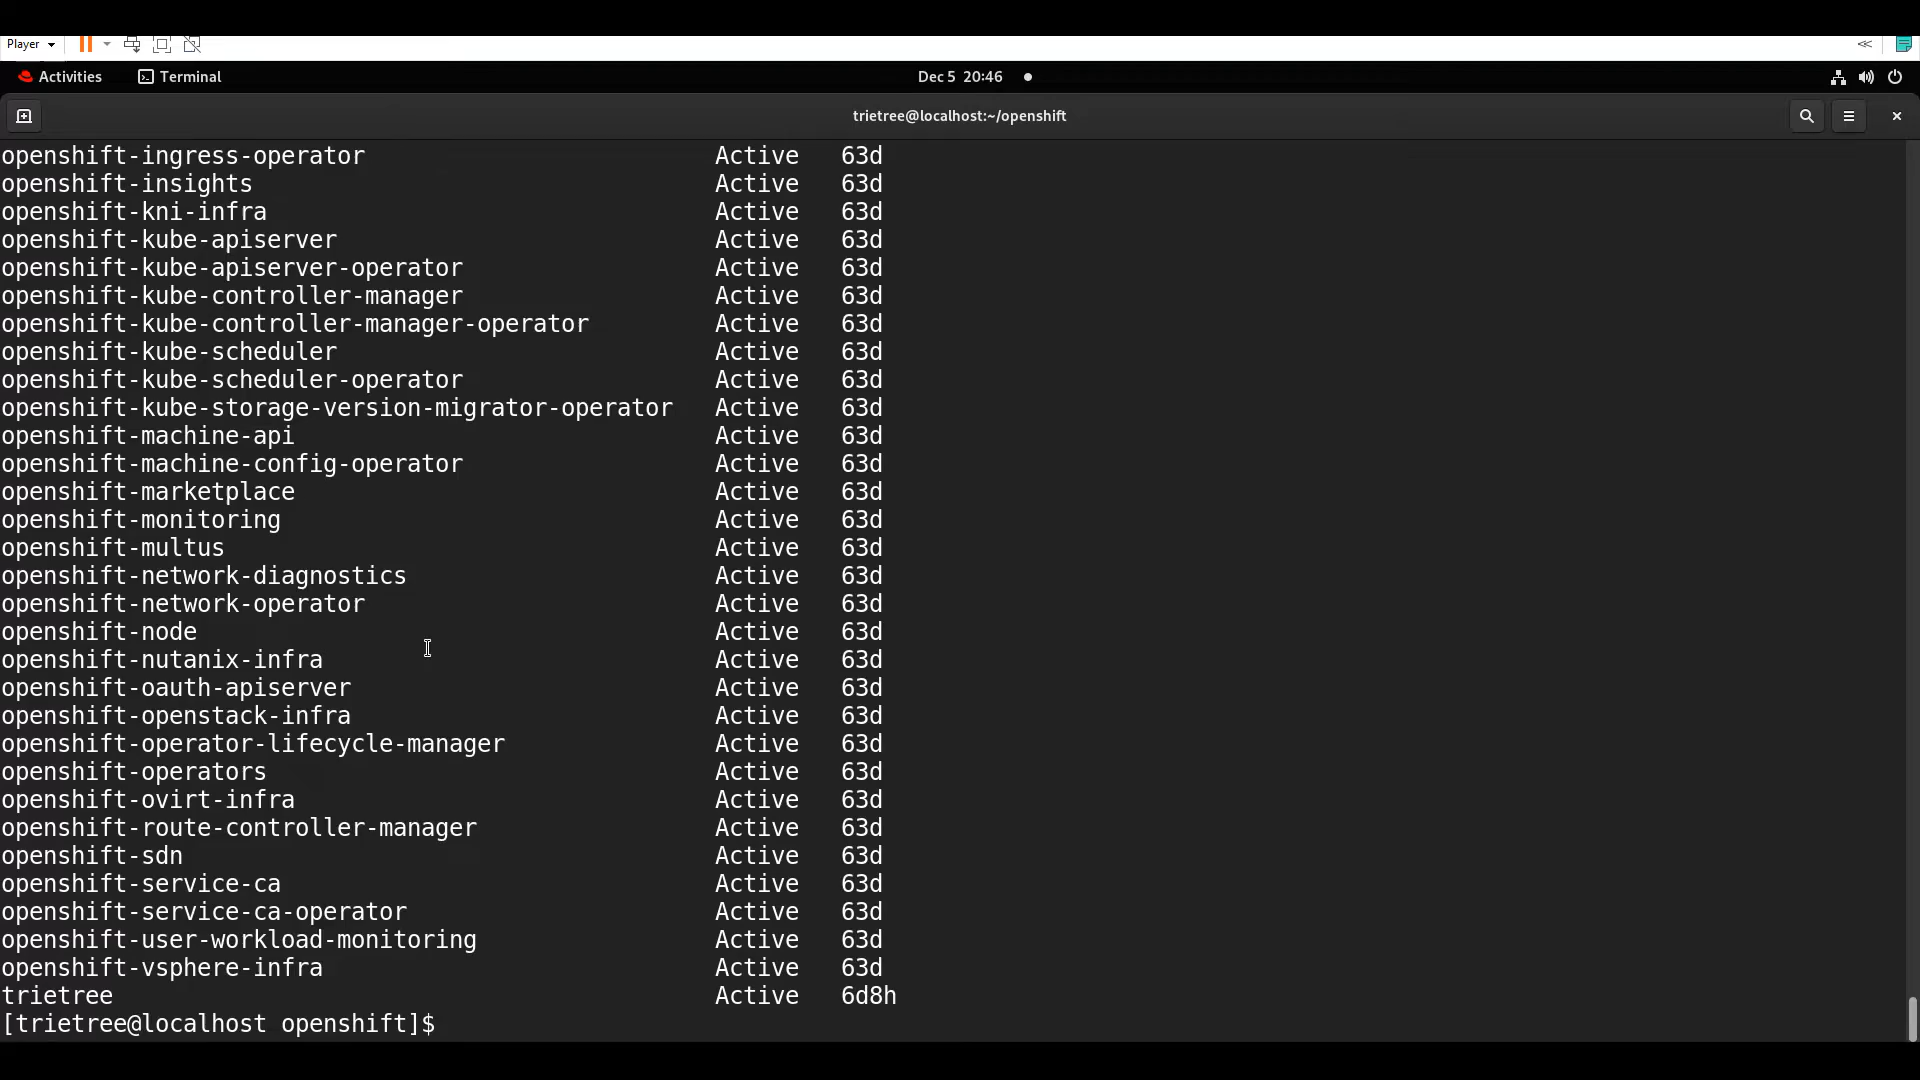 Player
Activities Terminal Dec 5 20:46
trietree@localhost:~/openshift
openshift-ingress-operator Active 63d
openshift-insights Active 63d
openshift-kni-infra Active 63d
openshift-kube-apiserver Active 63d
openshift-kube-apiserver-operator Active 63d
openshift-kube-controller-manager Active 63d
openshift-kube-controller-manager-operator Active 63d
openshift-kube-scheduler Active 63d
openshift-kube-scheduler-operator Active 63d
openshift-kube-storage-version-migrator-operator Active 63d
openshift-machine-api Active 63d
openshift-machine-config-operator Active 63d
openshift-marketplace Active 63d
openshift-monitoring Active 63d
openshift-multus Active 63d
openshift-network-diagnostics Active 63d
openshift-network-operator Active 63d
openshift-node Active 63d
openshift-nutanix-infra Active 63d
openshift-oauth-apiserver Active 63d
openshift-openstack-infra Active 63d
openshift-operator-lifecycle-manager Active 63d
openshift-operators Active 63d
openshift-ovirt-infra Active 63d
openshift-route-controller-manager Active 63d
openshift-sdn Active 63d
openshift-service-ca Active 63d
openshift-service-ca-operator Active 63d
openshift-user-workload-monitoring Active 63d
openshift-vsphere-infra Active 63d
trietree Active 6d8h
[trietree@localhost openshift]$